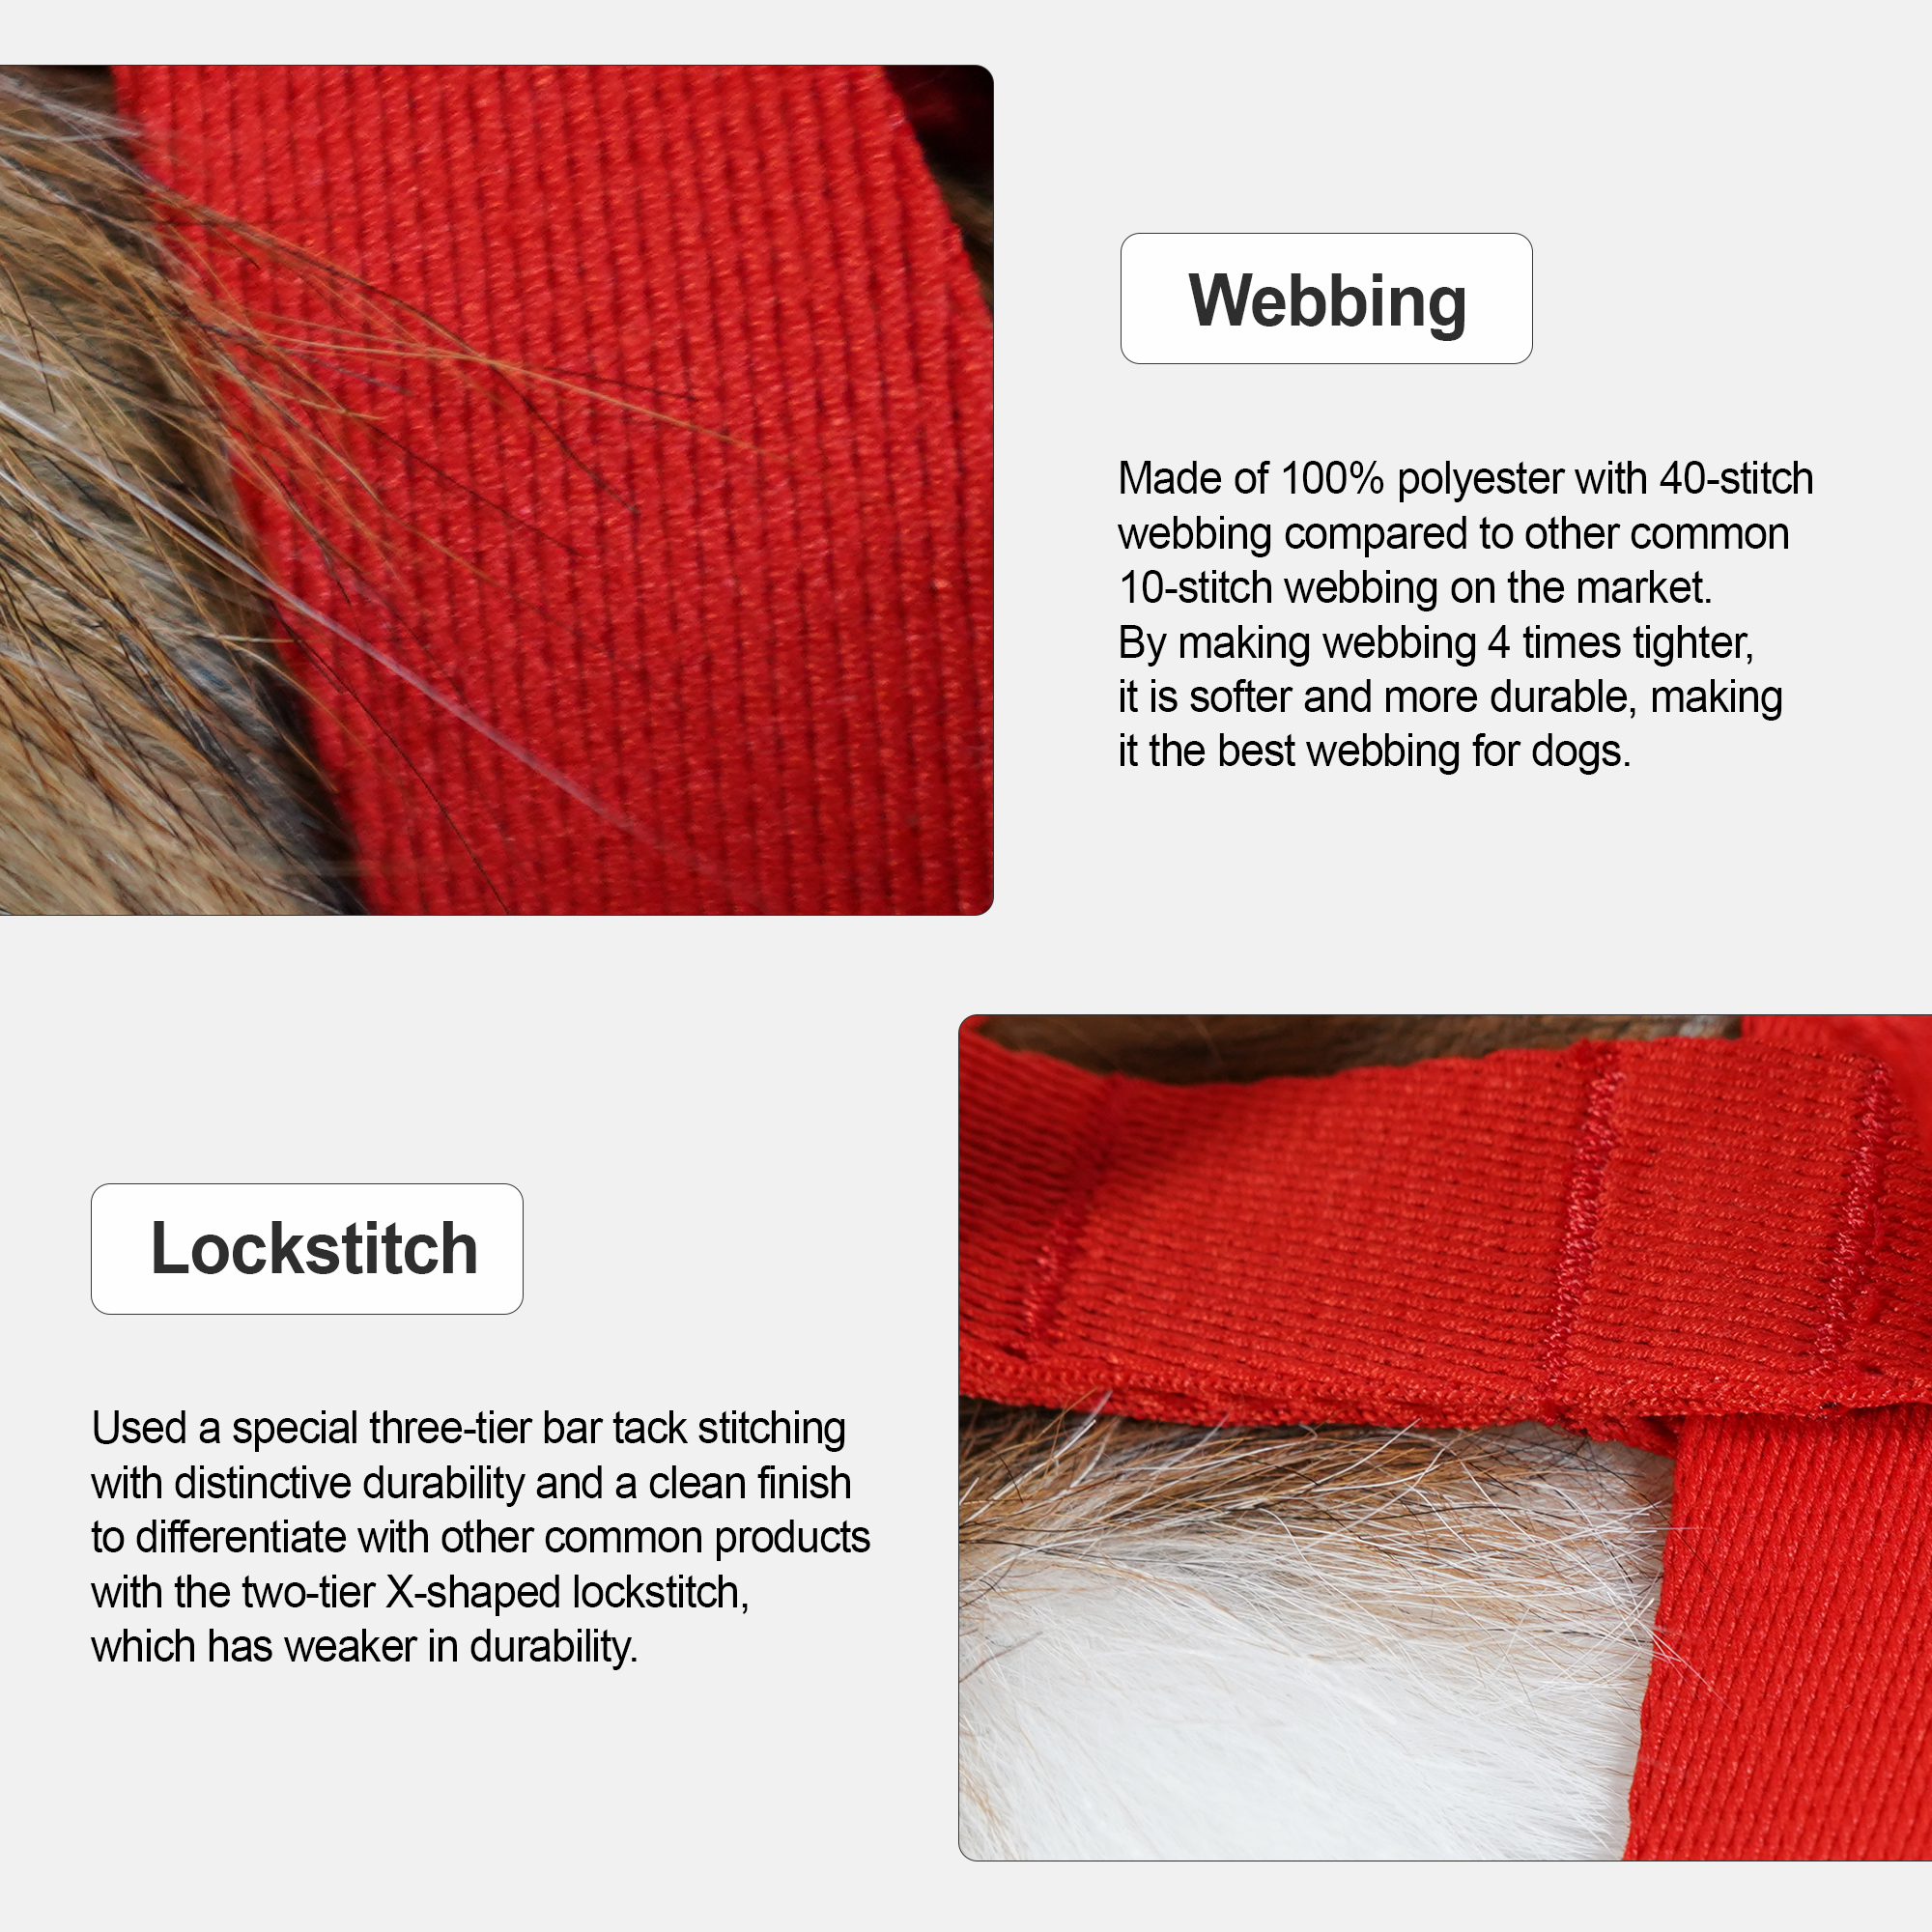 Webbing
Made of 100% polyester with 40-stitch
webbing compared to other common
10-stitch webbing on the market.
By making webbing 4 times tighter,
it is softer and more durable, making
it the best webbing for dogs.
Lockstitch
Used a special three-tier bar tack stitching
with distinctive durability and a clean finish
to differentiate with other common products
with the two-tier X-shaped lockstitch,
which has weaker in durability.